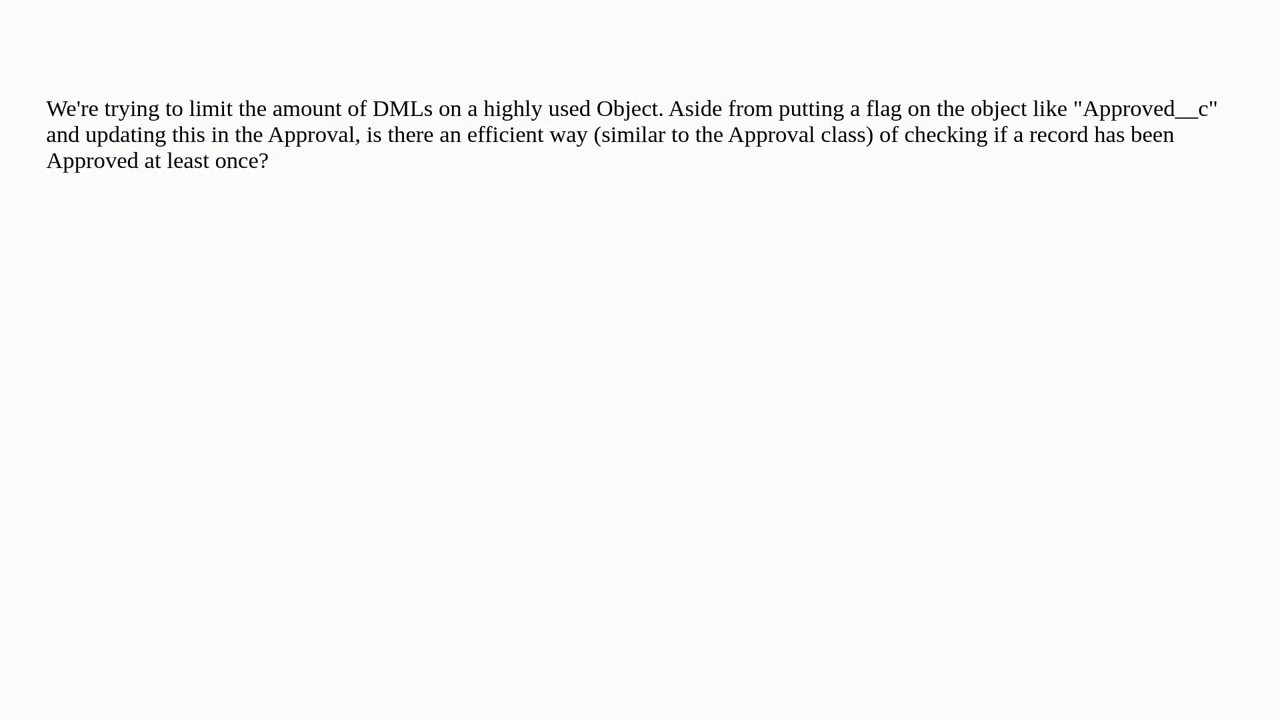 We're trying to limit the amount of DMLs on a highly used Object. Aside from putting a flag on the object like "Approved__c"
and updating this in the Approval, is there an efficient way (similar to the Approval class) of checking if a record has been
Approved at least once?